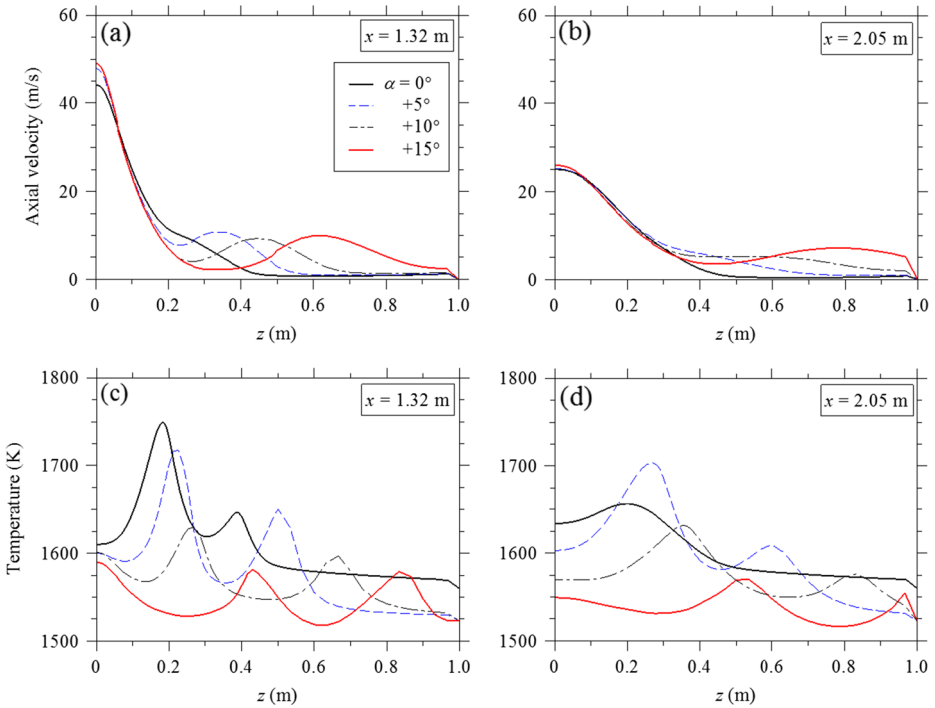 (a)
x = 1.32 m
(b)
x = 2.05 m
α = 0°
+5°
+10°
+15°
Axial velocity (m/s)
60
40
20
0
0
0.2
0.4
0.6
0.8
1.0
z (m)
60
40
20
0
0
0.2
0.4
0.6
0.8
1.0
z (m)
(c)
x = 1.32 m
(d)
x = 2.05 m
Temperature (K)
1800
1700
1600
1500
0
0.2
0.4
0.6
0.8
1.0
z (m)
1800
1700
1600
1500
0
0.2
0.4
0.6
0.8
1.0
z (m)